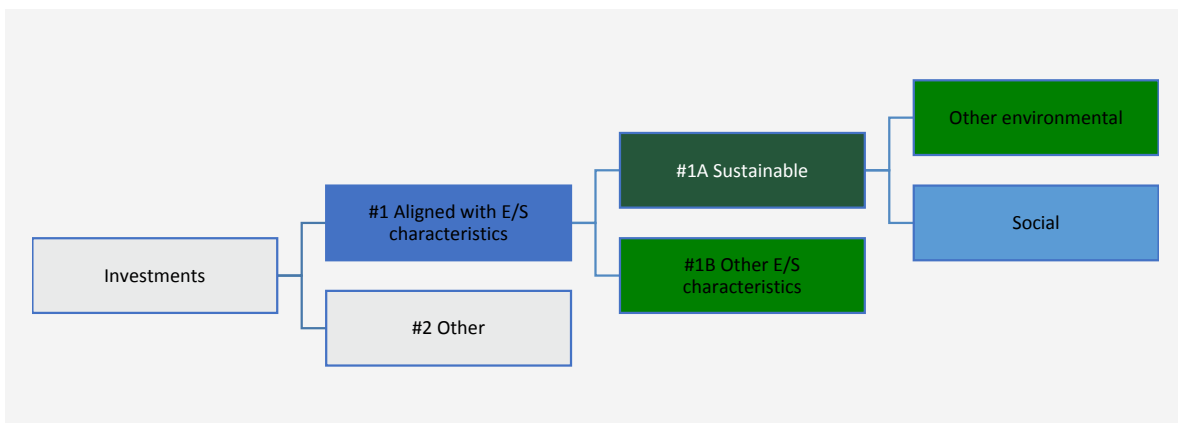 Investments
#1 Aligned with E/S
characteristics
#2 Other
#1A Sustainable
#1B Other E/S
characteristics
Other environmental
Social